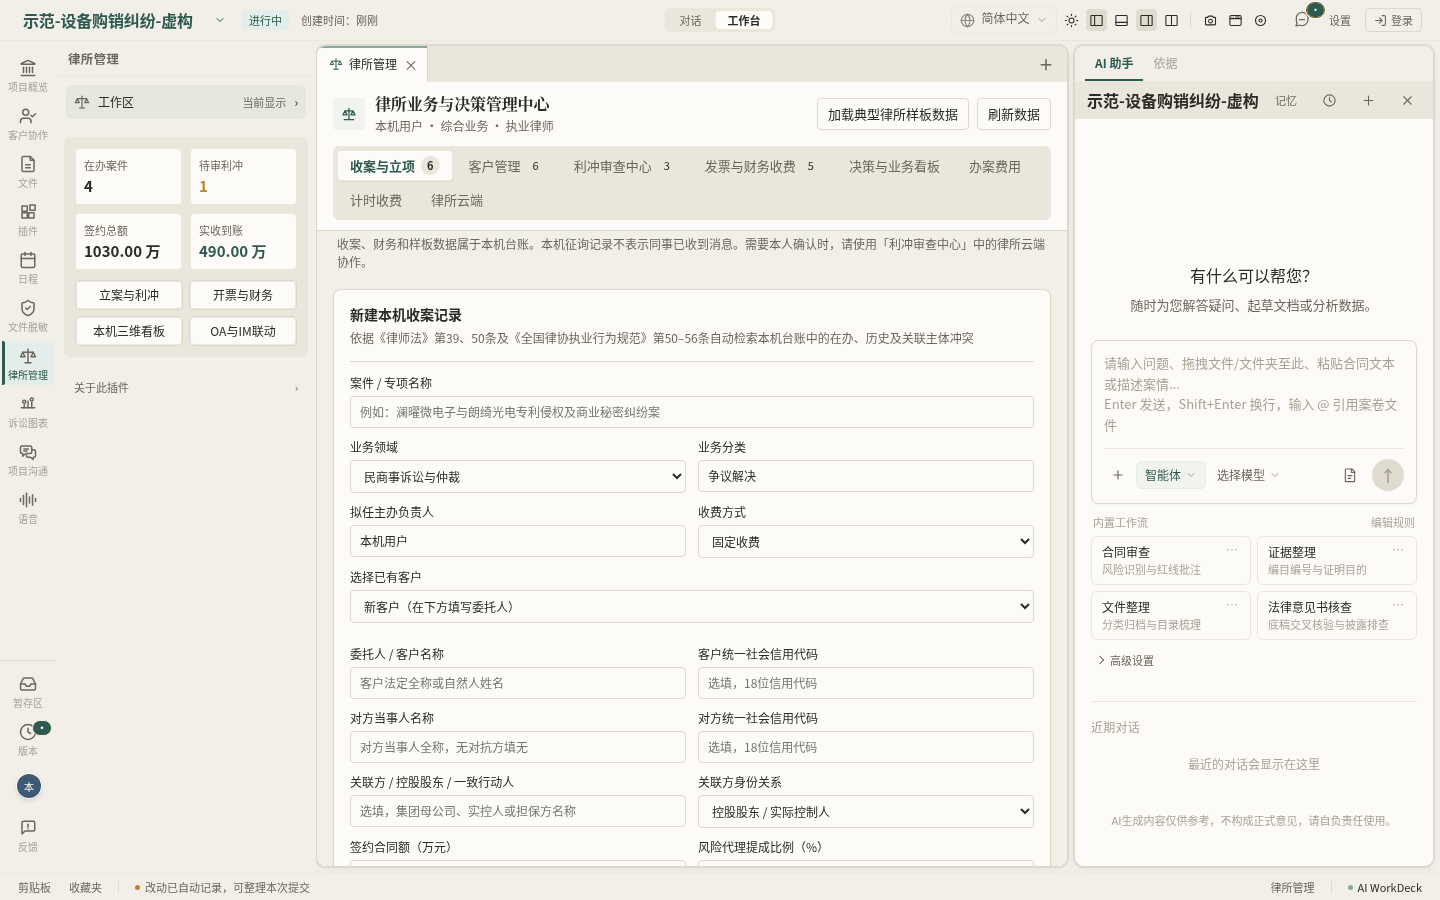 示范-设备购销纠纷-虚构
进行中
创建时间：刚刚
对话
工作台
简体中文
设置
登录
项目概览
客户协作
文件
插件
日程
文件脱敏
律所管理
诉讼图表
项目沟通
语音
暂存区
版本
本
反馈
律所管理
工作区
当前显示 ›
在办案件
4
待审利冲
1
签约总额
1030.00 万
实收到账
490.00 万
立案与利冲
开票与财务
本机三维看板
OA与IM联动
关于此插件 ›
律所管理
律所业务与决策管理中心
本机用户 · 综合业务 · 执业律师
加载典型律所样板数据
刷新数据
收案与立项 6
客户管理 6
利冲审查中心 3
发票与财务收费 5
决策与业务看板
办案费用
计时收费
律所云端
收案、财务和样板数据属于本机台账。本机征询记录不表示同事已收到消息。需要本人确认时，请使用「利冲审查中心」中的律所云端
协作。
新建本机收案记录
依据《律师法》第39、50条及《全国律协执业行为规范》第50–56条自动检索本机台账中的在办、历史及关联主体冲突
案件 / 专项名称
例如：澜曜微电子与朗绮光电专利侵权及商业秘密纠纷案
业务领域
业务分类
民商事诉讼与仲裁
争议解决
拟任主办负责人
收费方式
本机用户
固定收费
选择已有客户
新客户（在下方填写委托人）
委托人 / 客户名称
客户统一社会信用代码
客户法定全称或自然人姓名
选填，18位信用代码
对方当事人名称
对方统一社会信用代码
对方当事人全称，无对抗方填无
选填，18位信用代码
关联方 / 控股股东 / 一致行动人
关联方身份关系
选填，集团母公司、实控人或担保方名称
控股股东 / 实际控制人
签约合同额（万元）
风险代理提成比例（%）
AI 助手
依据
示范-设备购销纠纷-虚构
记忆
有什么可以帮您？
随时为您解答疑问、起草文档或分析数据。
请输入问题、拖拽文件/文件夹至此、粘贴合同文本
或描述案情...
Enter 发送，Shift+Enter 换行，输入 @ 引用案卷文
件
智能体
选择模型
内置工作流
编辑规则
合同审查
风险识别与红线批注
证据整理
编目编号与证明目的
文件整理
分类归档与目录梳理
法律意见书核查
底稿交叉核验与披露排查
高级设置
近期对话
最近的对话会显示在这里
AI生成内容仅供参考，不构成正式意见，请自负责任使用。
剪贴板
收藏夹
改动已自动记录，可整理本次提交
律所管理
AI WorkDeck